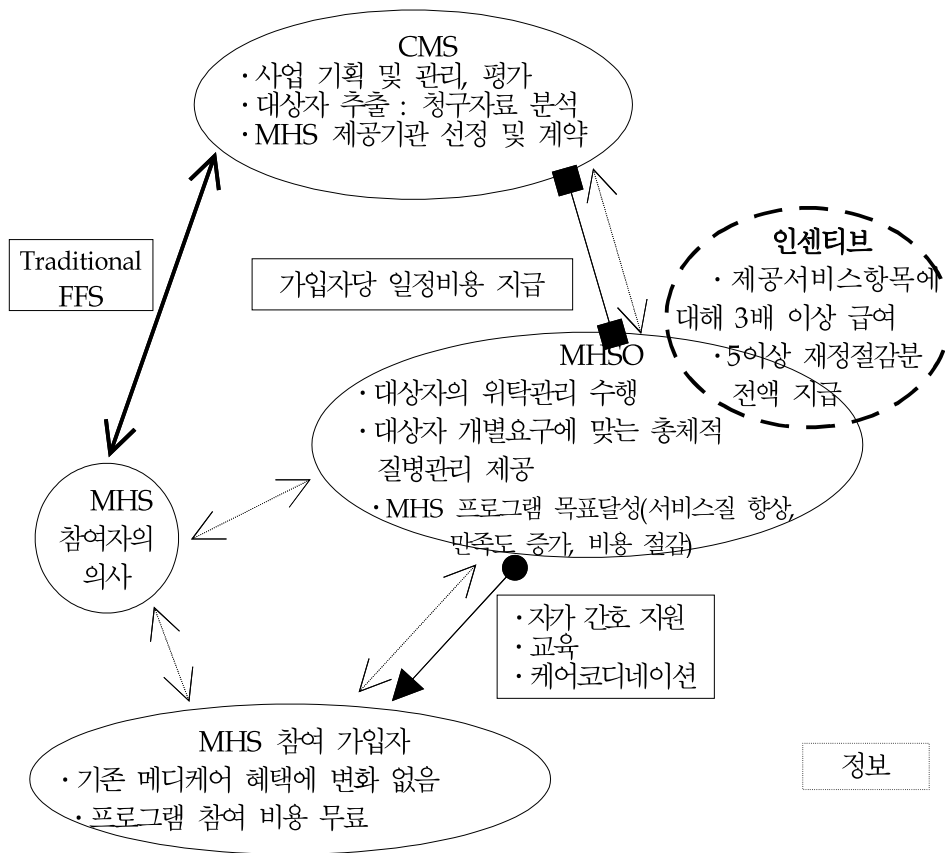 CMS
· 사업 기획 및 관리, 평가
· 대상자 추출 : 청구자료 분석
· MHS 제공기관 선정 및 계약
Traditional
FFS
가입자당 일정비용 지급
인센티브
· 제공서비스항목에
대해 3배 이상 급여
· 5이상 재정절감분
전액 지급
MHSO
· 대상자의 위탁관리 수행
· 대상자 개별요구에 맞는 총체적
질병관리 제공
· MHS 프로그램 목표달성(서비스질 향상,
만족도 증가, 비용 절감)
MHS
참여자의
의사
· 자가 간호 지원
· 교육
· 케어코디네이션
MHS 참여 가입자
· 기존 메디케어 혜택에 변화 없음
· 프로그램 참여 비용 무료
정보